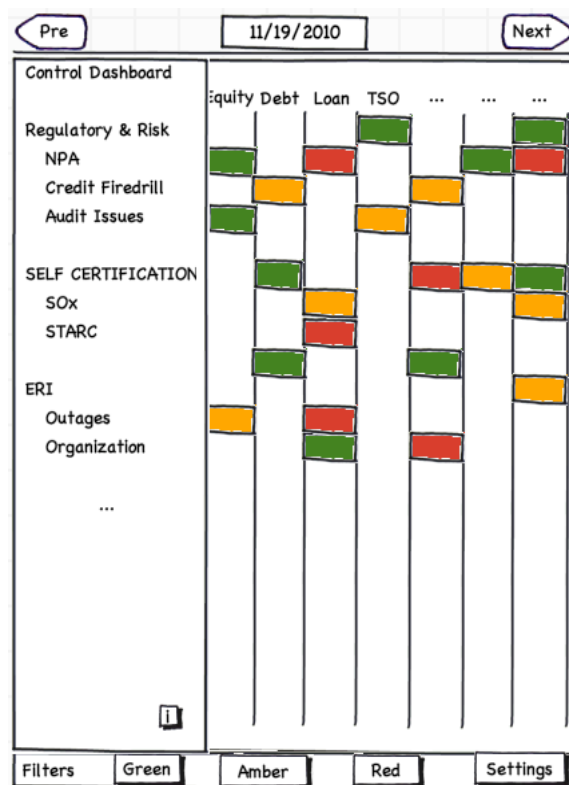 Pre 11/19/2010 Next
Control Dashboard
Equity Debt Loan TSO ... ... ...
Regulatory & Risk
NPA
Credit Firedrill
Audit Issues
SELF CERTIFICATION
SOx
STARC
ERI
Outages
Organization
...
i
Filters Green Amber Red Settings